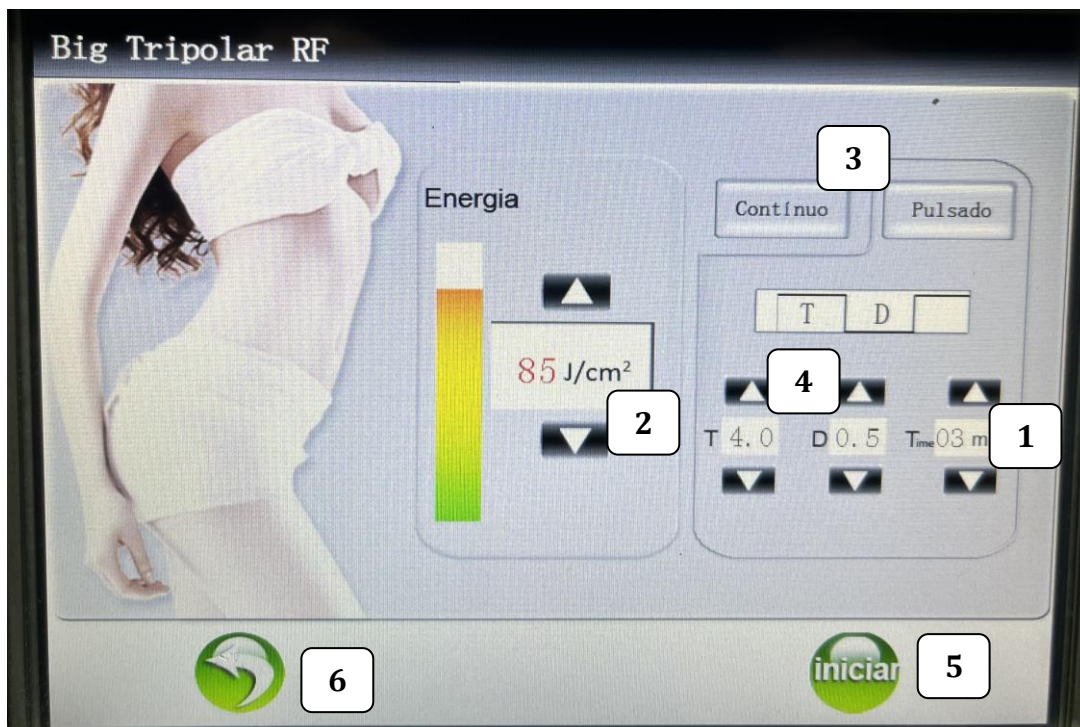 Big Tripolar RF
3
Energia
Contínuo Pulsado
T D
85 J/cm²
4
2
T 4.0 D 0.5 Time 03 m
1
6
iniciar
5